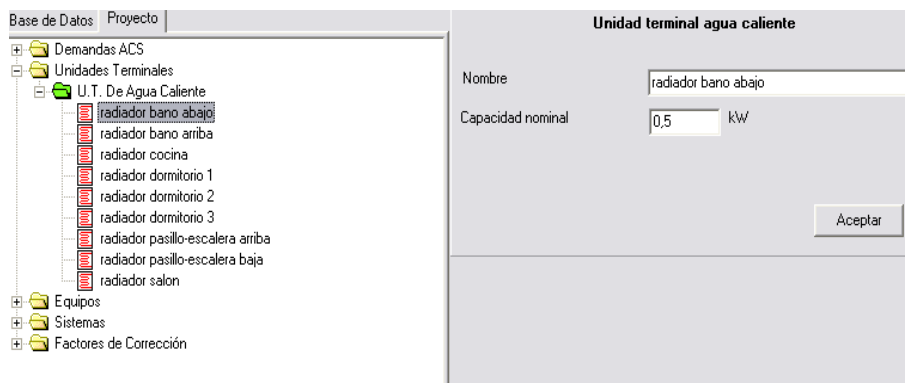 Base de Datos Proyecto
Demandas ACS
Unidades Terminales
U.T. De Agua Caliente
radiador bano abajo
radiador bano arriba
radiador cocina
radiador dormitorio 1
radiador dormitorio 2
radiador dormitorio 3
radiador pasillo-escalera arriba
radiador pasillo-escalera baja
radiador salon
Equipos
Sistemas
Factores de Corrección
Unidad terminal agua caliente
Nombre radiador bano abajo
Capacidad nominal 0,5 kW
Aceptar